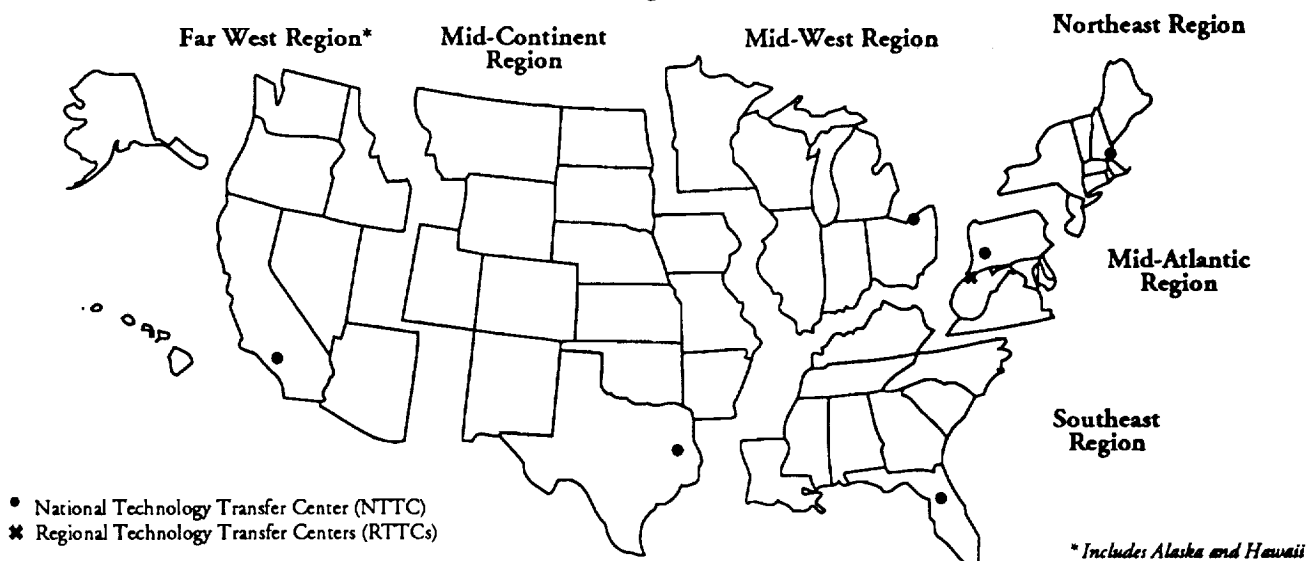 Far West Region*
Mid-Continent
Region
Mid-West Region
Northeast Region
Mid-Atlantic
Region
Southeast
Region
• National Technology Transfer Center (NTTC)
✖ Regional Technology Transfer Centers (RTTCs)
* Includes Alaska and Hawaii